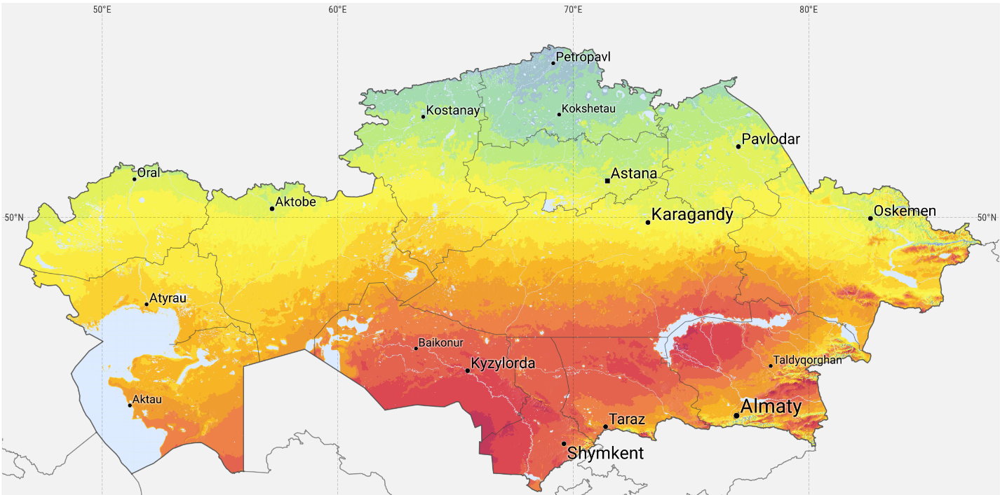 50°E
60°E
70°E
80°E
Petropavl
Kostanay
Kokshetau
Pavlodar
Oral
Astana
Aktobe
Oskemen
50°N
Karagandy
50°N
Atyrau
Baikonur
Kyzylorda
Taldyqorghan
Aktau
Almaty
Taraz
Shymkent